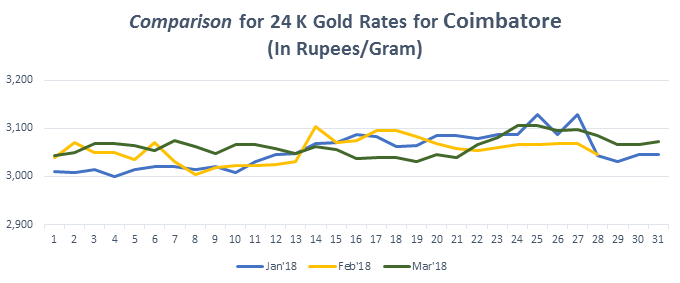 Comparison for 24 K Gold Rates for Coimbatore
(In Rupees/Gram)
3,200
3,100
3,000
2,900
1 2 3 4 5 6 7 8 9 10 11 12 13 14 15 16 17 18 19 20 21 22 23 24 25 26 27 28 29 30 31
Jan'18 Feb'18 Mar'18